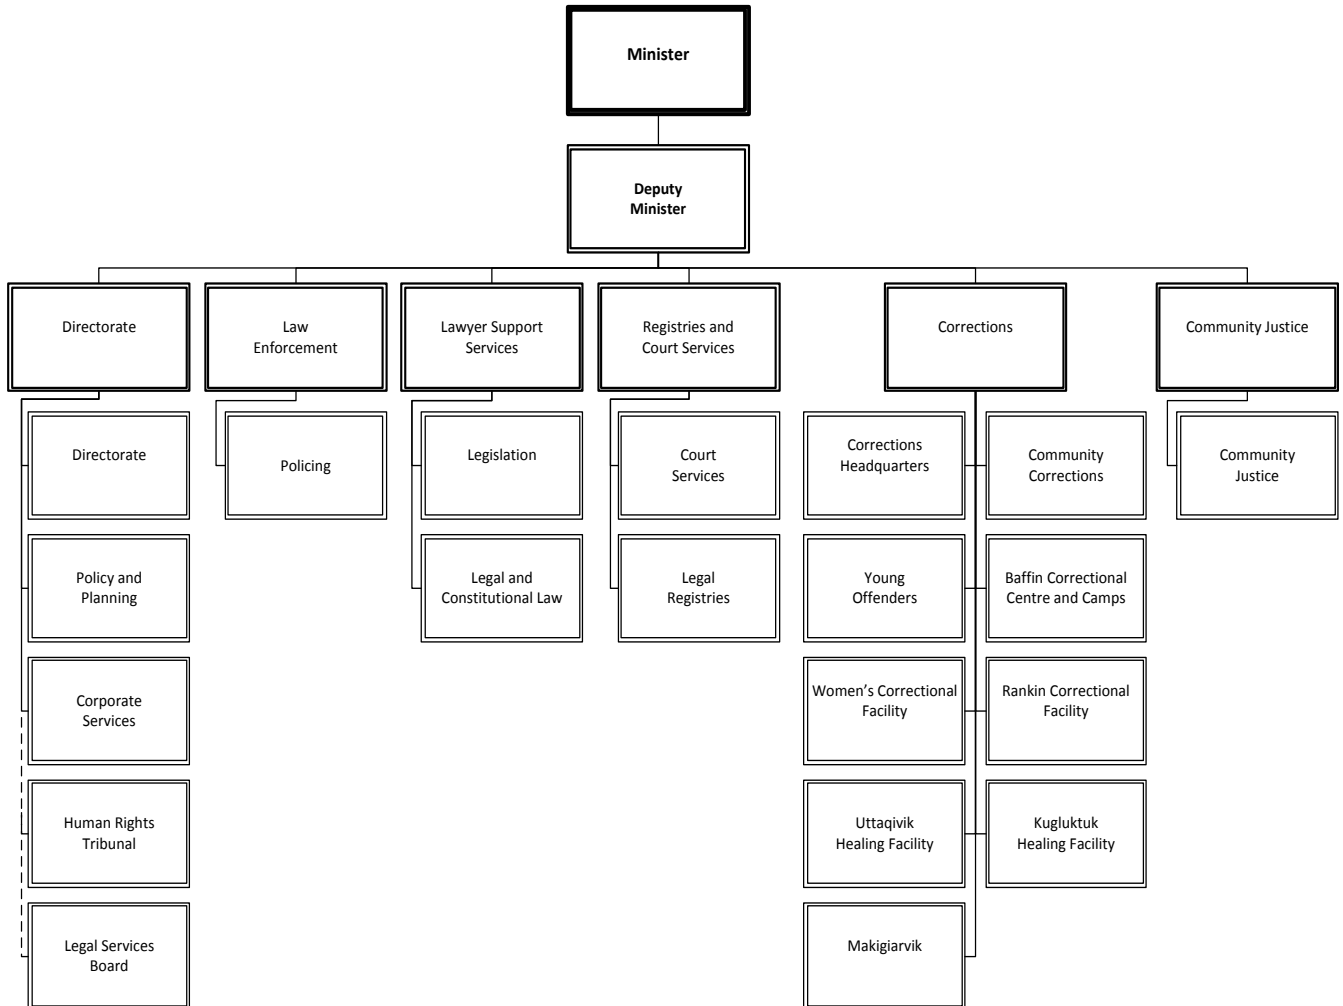 Minister
Deputy
Minister
Directorate
Law
Enforcement
Lawyer Support
Services
Registries and
Court Services
Corrections
Community Justice
Directorate
Policing
Legislation
Court
Services
Corrections
Headquarters
Community
Corrections
Community
Justice
Policy and
Planning
Legal and
Constitutional Law
Legal
Registries
Young
Offenders
Baffin Correctional
Centre and Camps
Corporate
Services
Women's Correctional
Facility
Rankin Correctional
Facility
Human Rights
Tribunal
Uttaqivik
Healing Facility
Kugluktuk
Healing Facility
Legal Services
Board
Makigiarvik